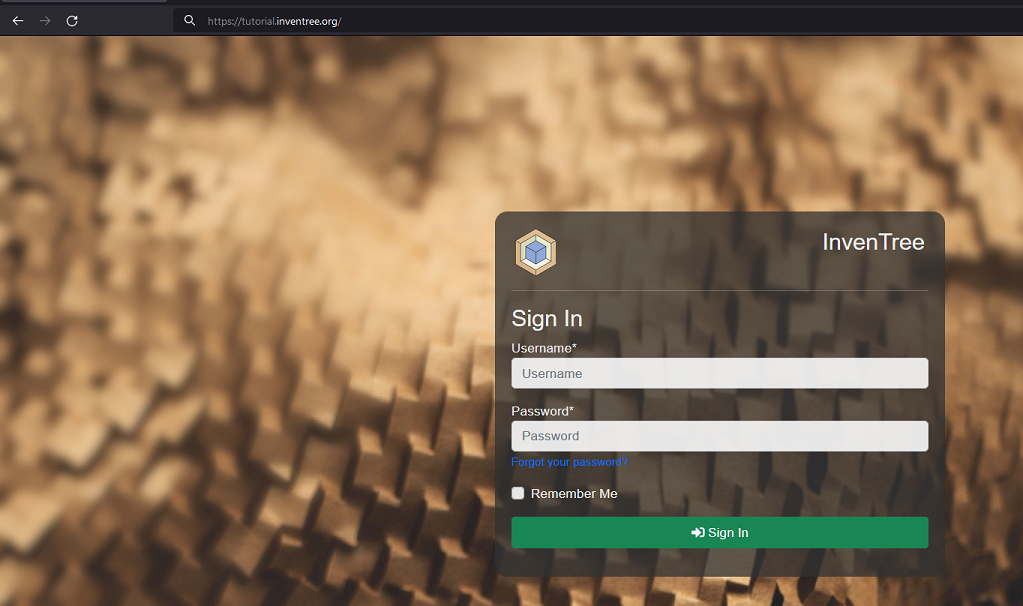 https://tutorial.inventree.org/
InvenTree
Sign In
Username*
Username
Password*
Password
Forgot your password?
Remember Me
Sign In